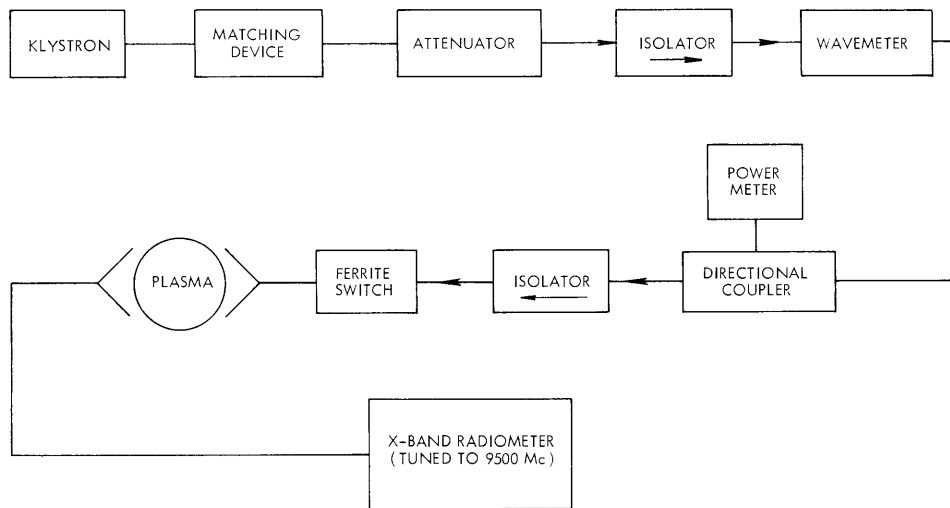 KLYSTRON
MATCHING
DEVICE
ATTENUATOR
ISOLATOR
WAVEMETER
POWER
METER
PLASMA
FERRITE
SWITCH
ISOLATOR
DIRECTIONAL
COUPLER
X-BAND RADIOMETER
(TUNED TO 9500 Mc)